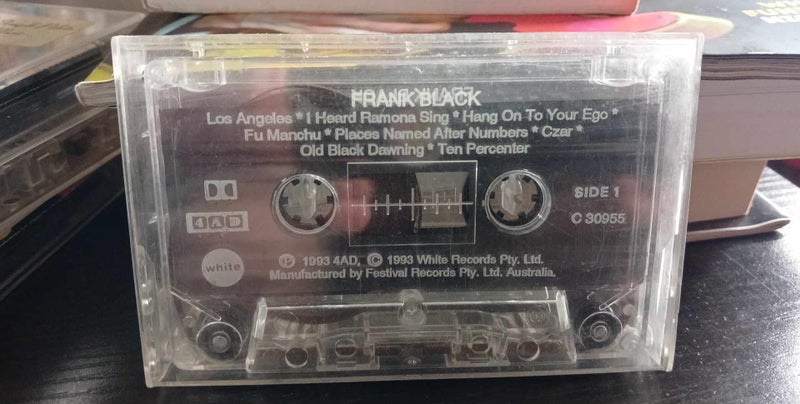 FRANK BLACK
Los Angeles * I Heard Ramona Sing * Hang On To Your Ego *
Fu Manchu * Places Named After Numbers * Czar *
Old Black Dawning * Ten Percenter
SIDE 1
4AD
C 30955
white
Ⓟ 1993 4AD, © 1993 White Records Pty. Ltd.
Manufactured by Festival Records Pty. Ltd. Australia.